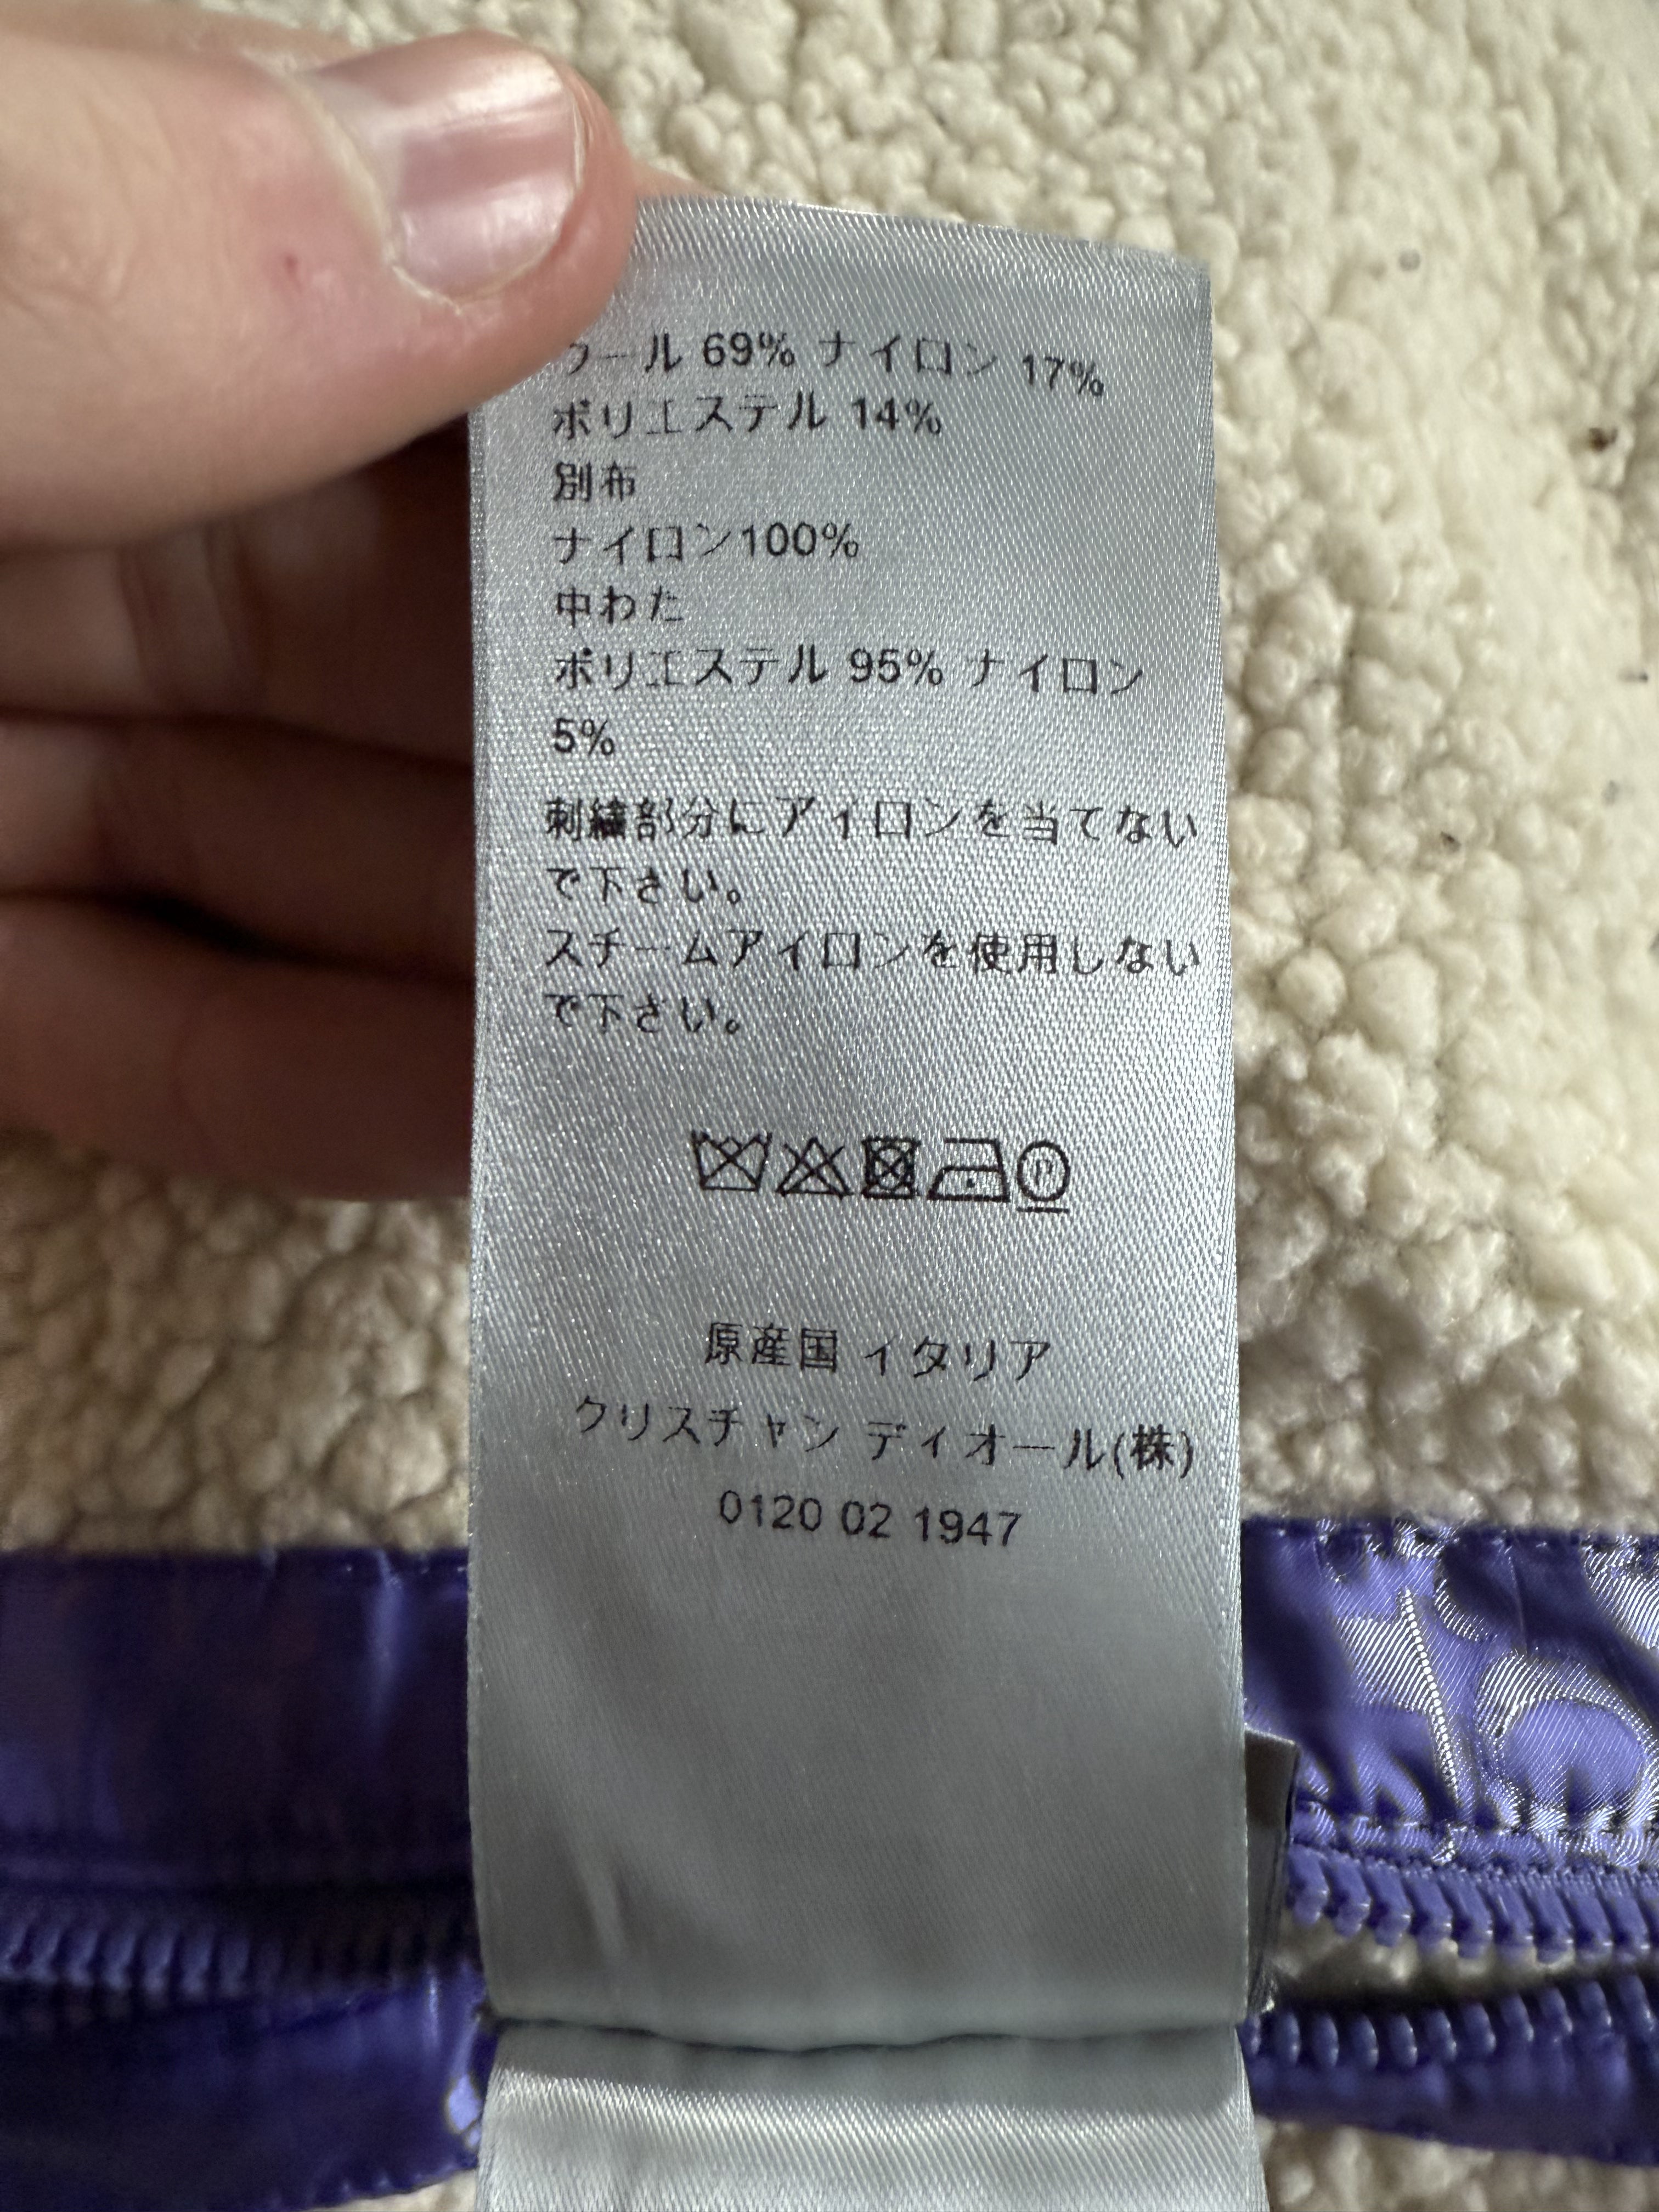 ウール 69% ナイロン 17%
ポリエステル 14%
別布
ナイロン100%
中わた
ポリエステル 95% ナイロン
5%
刺繍部分にアイロンを当てない
で下さい。
スチームアイロンを使用しない
で下さい。
P
原産国 イタリア
クリスチャン ディオール(株)
0120 02 1947